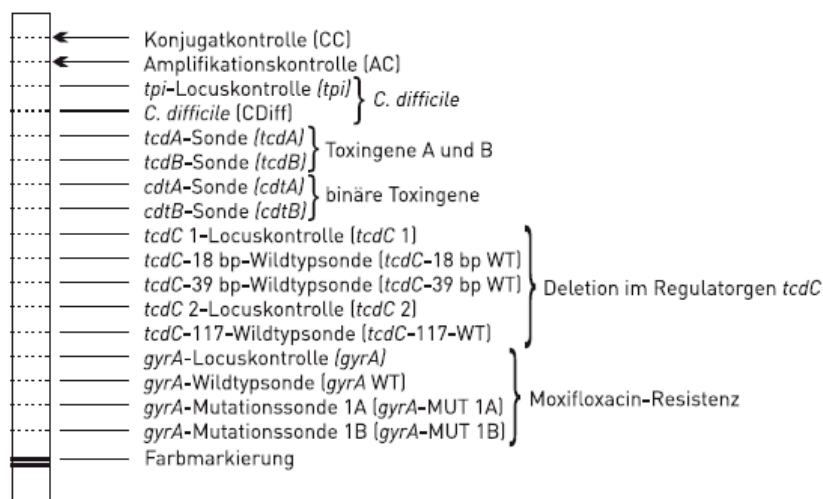 Konjugatkontrolle (CC)
Amplifikationskontrolle (AC)
tpi-Locuskontrolle (tpi)
C. difficile (CDiff)
C. difficile
tcdA-Sonde (tcdA)
tcdB-Sonde (tcdB)
Toxingene A und B
cdtA-Sonde (cdtA)
cdtB-Sonde (cdtB)
binäre Toxingene
tcdC 1-Locuskontrolle (tcdC 1)
tcdC-18 bp-Wildtypsonde (tcdC-18 bp WT)
tcdC-39 bp-Wildtypsonde (tcdC-39 bp WT)
tcdC 2-Locuskontrolle (tcdC 2)
tcdC-117-Wildtypsonde (tcdC-117-WT)
Deletion im Regulatorgen tcdC
gyrA-Locuskontrolle (gyrA)
gyrA-Wildtypsonde (gyrA WT)
gyrA-Mutationssonde 1A (gyrA-MUT 1A)
gyrA-Mutationssonde 1B (gyrA-MUT 1B)
Moxifloxacin-Resistenz
Farbmarkierung